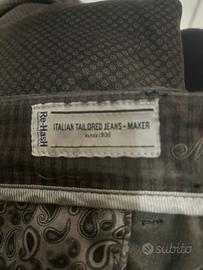 Re-HasH
ITALIAN TAILORED JEANS - MAKER
subito